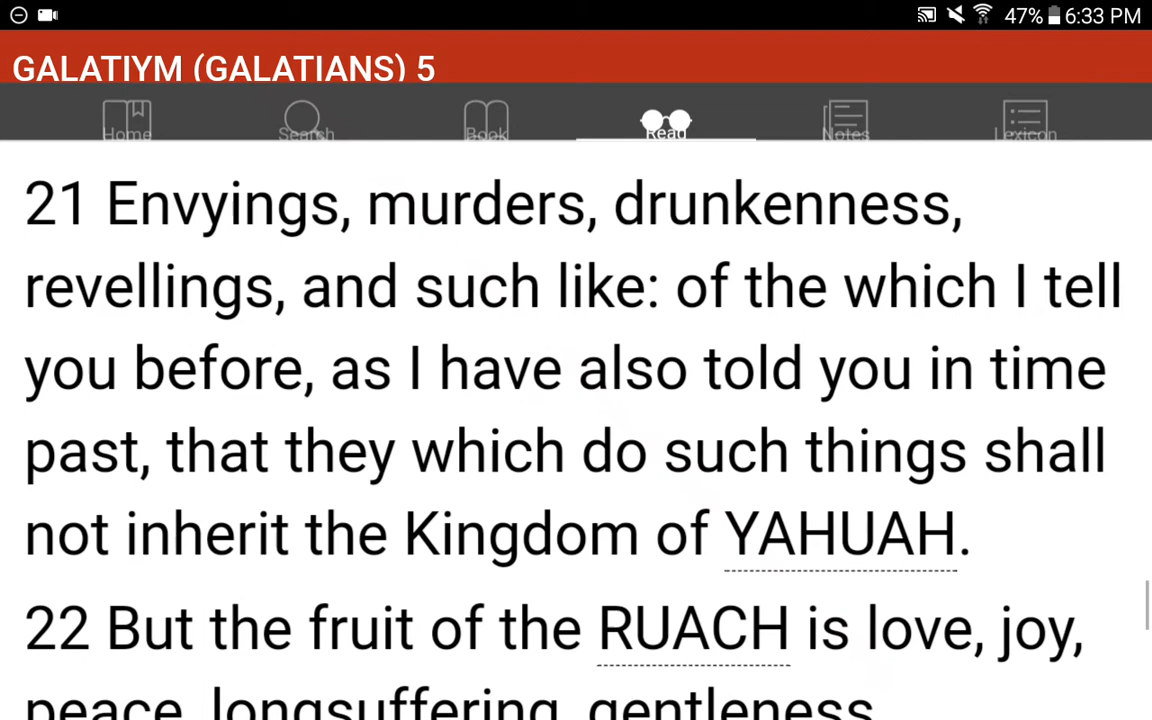 47% 6:33 PM
GALATIYM (GALATIANS) 5
Home Search Book Read Notes Lexicon
21 Envyings, murders, drunkenness,
revellings, and such like: of the which I tell
you before, as I have also told you in time
past, that they which do such things shall
not inherit the Kingdom of YAHUAH.
22 But the fruit of the RUACH is love, joy,
peace, longsuffering, gentleness,